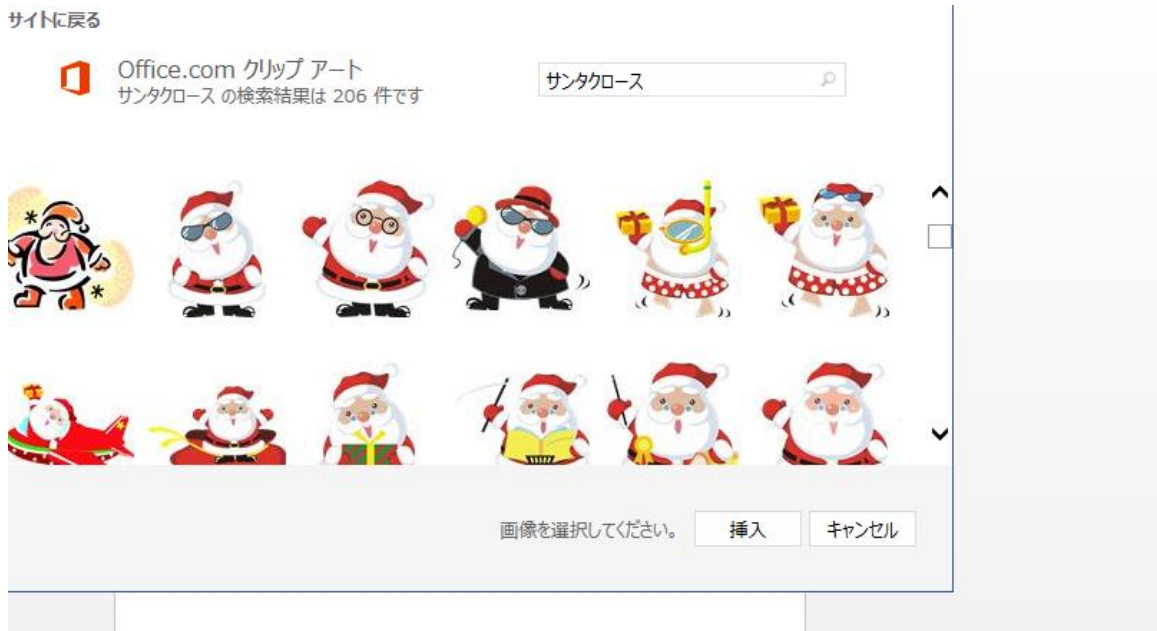 サイトに戻る
Office.com クリップ アート
サンタクロース の検索結果は 206 件です
サンタクロース
画像を選択してください。
挿入
キャンセル